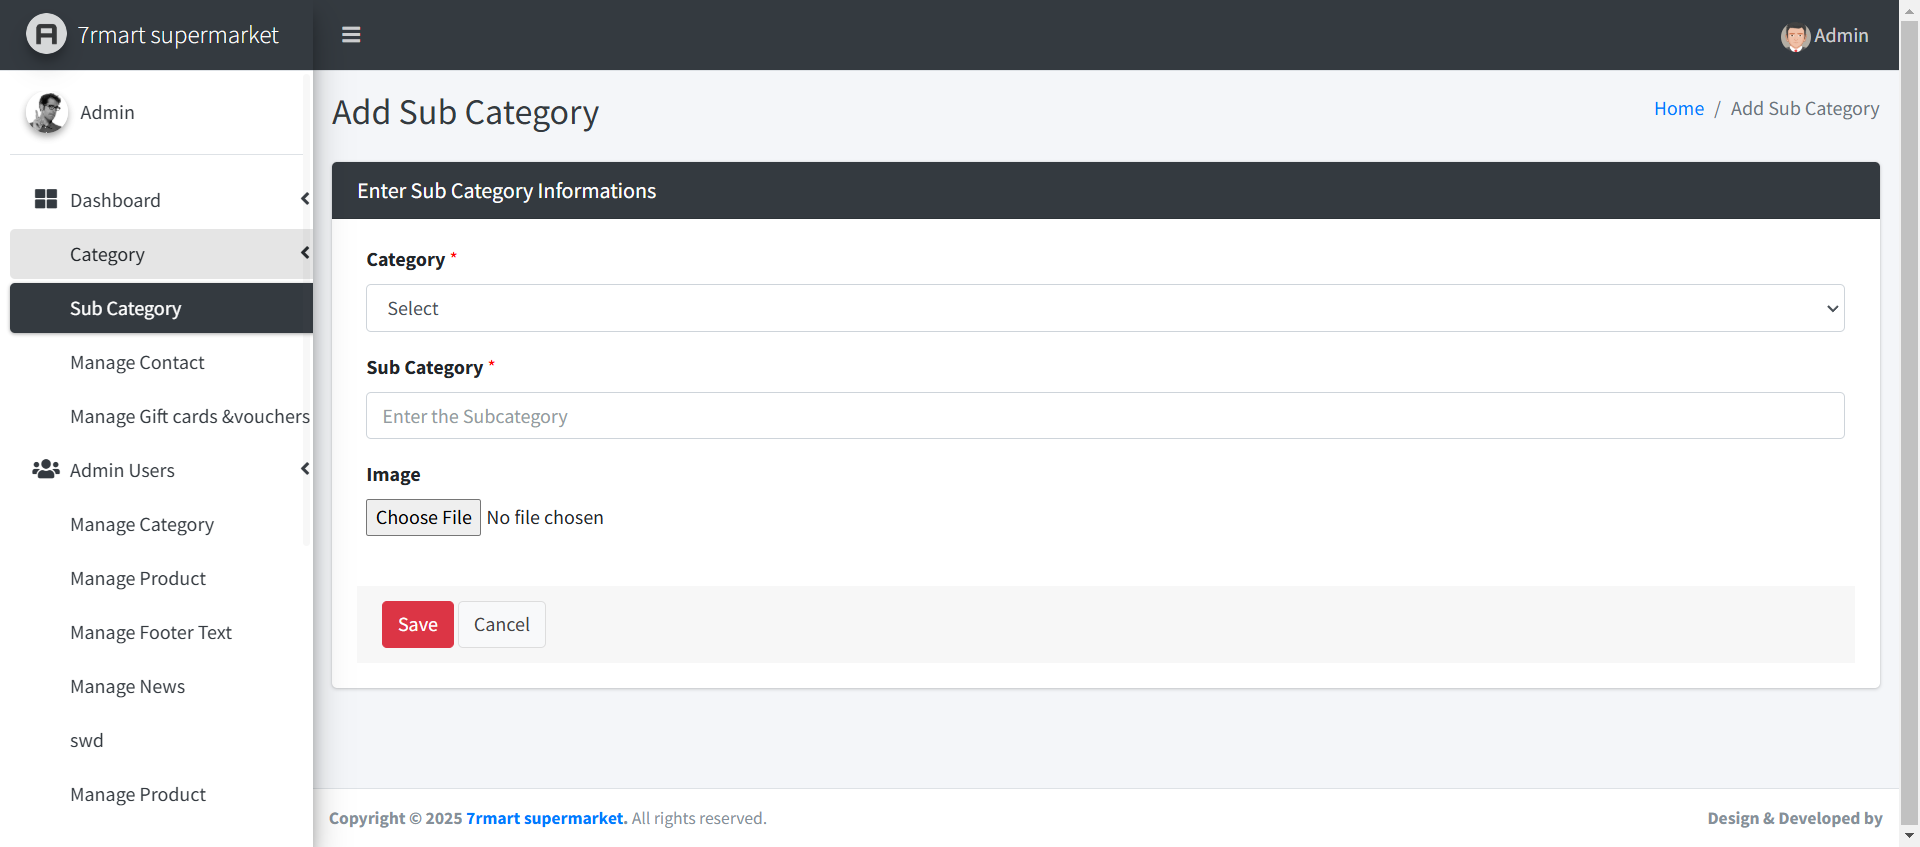 7rmart supermarket
Admin
Admin
Dashboard
Category
Sub Category
Manage Contact
Manage Gift cards &vouchers
Admin Users
Manage Category
Manage Product
Manage Footer Text
Manage News
swd
Manage Product
Add Sub Category
Home / Add Sub Category
Enter Sub Category Informations
Category *
Select
Sub Category *
Enter the Subcategory
Image
Choose File No file chosen
Save Cancel
Copyright © 2025 7rmart supermarket. All rights reserved.
Design & Developed by